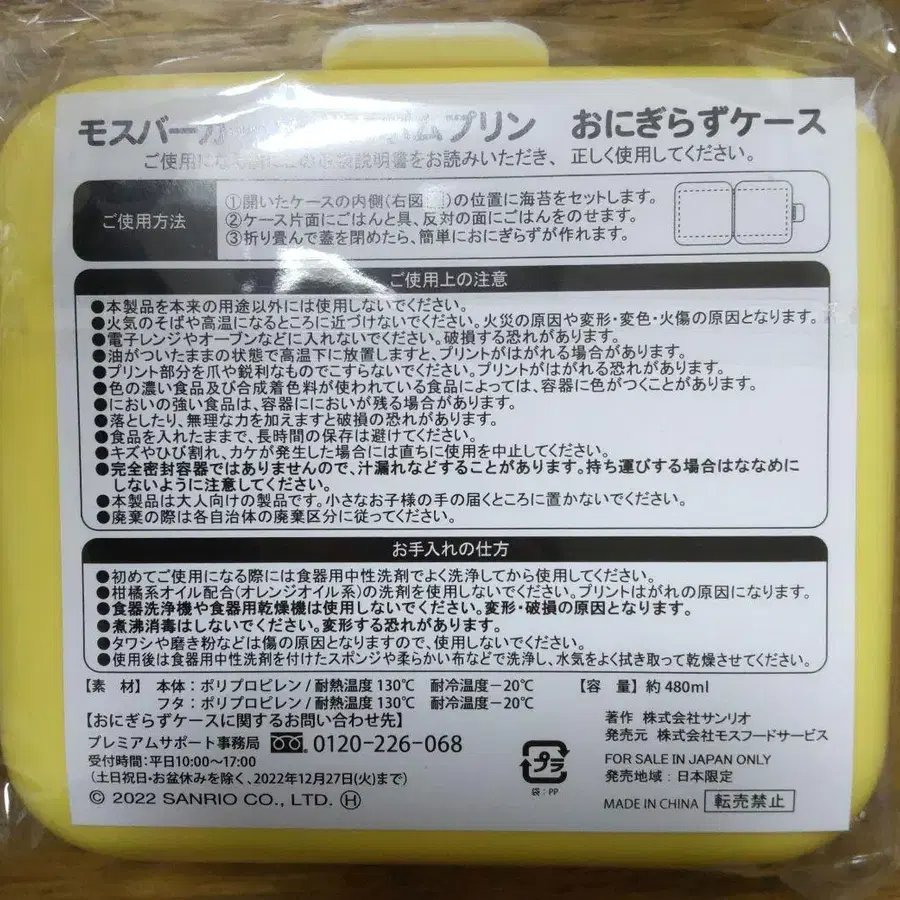 モスバーガ ムプリン おにぎらずケース
ご使用にな 説明書をお読みいただき、正しく使用してください。
ご使用方法
①開いたケースの内側(右図 )の位置に海苔をセットします。
②ケース片面にごはんと具、反対の面にごはんをのせます。
③折り畳んで蓋を閉めたら、簡単におにぎらずが作れます。
ご使用上の注意
●本製品を本来の用途以外には使用しないでください。
●火気のそばや高温になるところに近づけないでください。火災の原因や変形・変色・火傷の原因となります。
●電子レンジやオーブンなどに入れないでください。破損する恐れがあります。
●油がついたままの状態で高温下に放置しますと、プリントがはがれる場合があります。
●プリント部分を爪や鋭利なものでこすらないでください。プリントがはがれる恐れがあります。
●色の濃い食品及び合成着色料が使われている食品によっては、容器に色がつくことがあります。
●においの強い食品は、容器ににおいが残る場合があります。
●落としたり、無理な力を加えますと破損の恐れがあります。
●食品を入れたままで、長時間の保存は避けてください。
●キズやひび割れ、カケが発生した場合には直ちに使用を中止してください。
●完全密封容器ではありませんので、汁漏れなどすることがあります。持ち運びする場合はななめに
しないように注意してください。
●本製品は大人向けの製品です。小さなお子様の手の届くところに置かないでください。
●廃棄の際は各自治体の廃棄区分に従ってください。
お手入れの仕方
●初めてご使用になる際には食器用中性洗剤でよく洗浄してから使用してください。
●柑橘系オイル配合(オレンジオイル系)の洗剤を使用しないでください。プリントはがれの原因になります。
●食器洗浄機や食器用乾燥機は使用しないでください。変形・破損の原因となります。
●煮沸消毒はしないでください。変形する恐れがあります。
●タワシや磨き粉などは傷の原因となりますので、使用しないでください。
●使用後は食器用中性洗剤を付けたスポンジや柔らかい布などで洗浄し、水気をよく拭き取って乾燥させてください。
【素 材】 本体:ポリプロピレン/耐熱温度130℃ 耐冷温度-20℃ 【容 量】約480ml
フタ:ポリプロピレン/耐熱温度130℃ 耐冷温度-20℃
【おにぎらずケースに関するお問い合わせ先】
プレミアムサポート事務局 0120-226-068
受付時間:平日10:00~17:00
(土日祝日・お盆休みを除く、2022年12月27日(火)まで)
© 2022 SANRIO CO., LTD. Ⓗ
プラ
袋:PP
著作 株式会社サンリオ
発売元 株式会社モスフードサービス
FOR SALE IN JAPAN ONLY
発売地域:日本限定
MADE IN CHINA 転売禁止